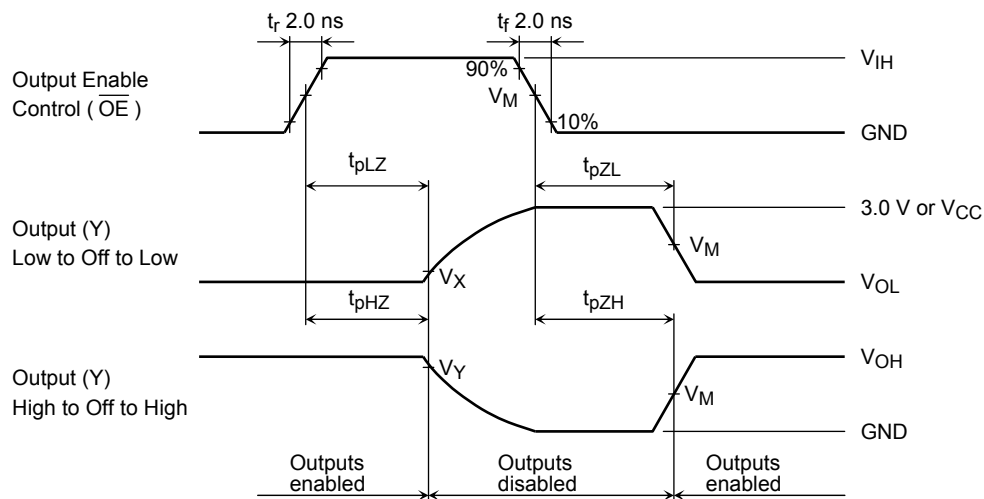 tr 2.0 ns
tf 2.0 ns
VIH
90%
Output Enable
Control ( OE )
VM
10%
GND
tpLZ
tpZL
3.0 V or VCC
Output (Y)
Low to Off to Low
VM
VX
VOL
tpHZ
tpZH
VOH
VY
Output (Y)
High to Off to High
VM
GND
Outputs
enabled
Outputs
disabled
Outputs
enabled